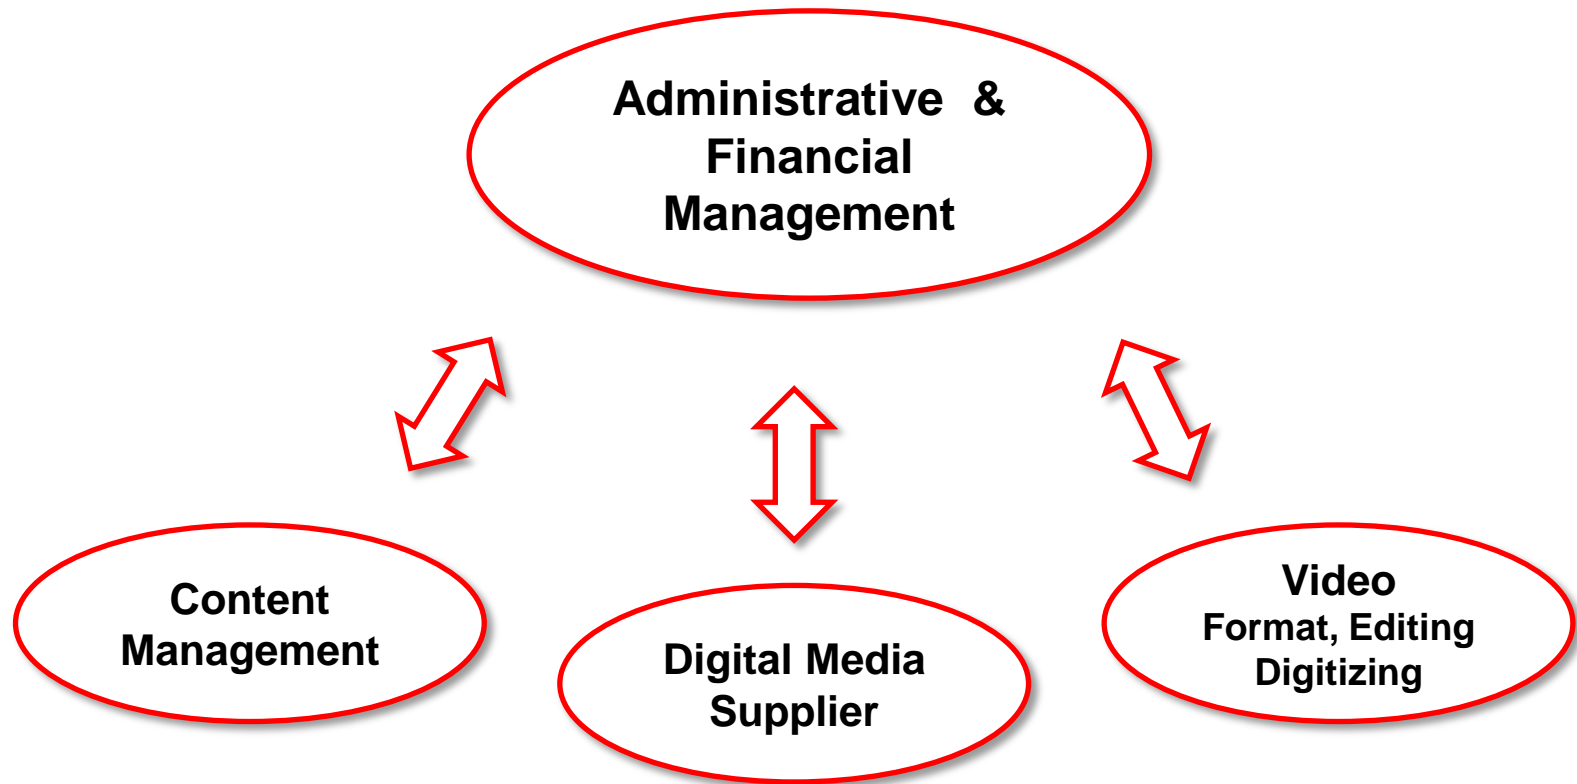 Administrative  &
Financial
Management
Content
Management
Digital Media
Supplier
Video
Format, Editing
Digitizing